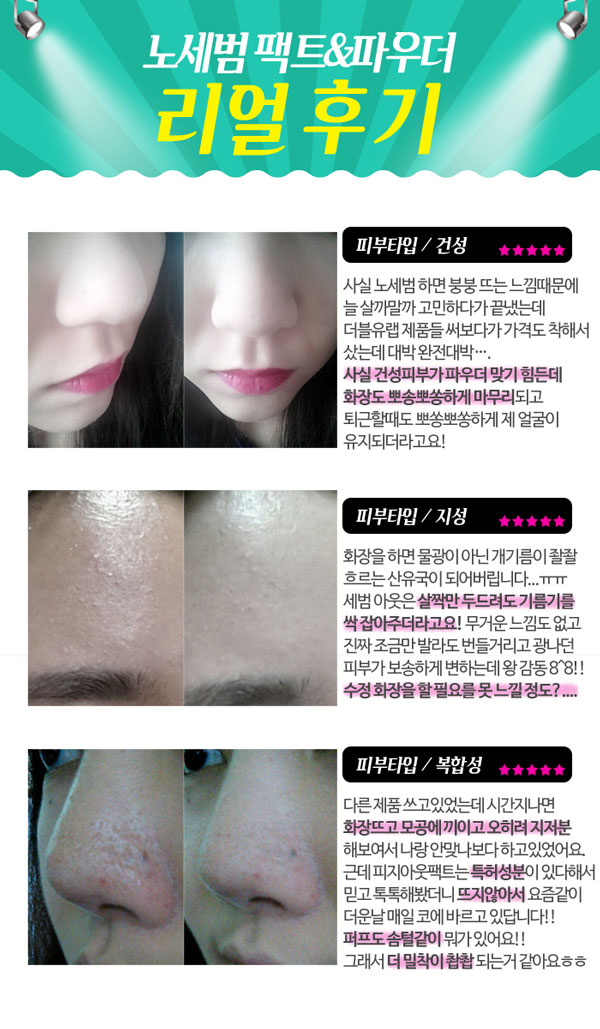 노세범 팩트&파우더
리얼 후기
피부타입 / 건성 ★★★★★
사실 노세범 하면 붕붕 뜨는 느낌때문에
늘 살까말까 고민하다가 끝냈는데
더블유랩 제품들 써보다가 가격도 착해서
샀는데 대박 완전대박….
사실 건성피부가 파우더 맞기 힘든데
화장도 뽀송뽀쏭하게 마무리되고
퇴근할때도 뽀쏭뽀쏭하게 제 얼굴이
유지되더라고요!
피부타입 / 지성 ★★★★★
화장을 하면 물광이 아닌 개기름이 좔좔
흐르는 산유국이 되어버립니다...ㅠㅠ
세범 아웃은 살짝만 두드려도 기름기를
싹 잡아주더라고요! 무거운 느낌도 없고
진짜 조금만 발라도 번들거리고 광나던
피부가 보송하게 변하는데 왕 감동 8^8!!
수정 화장을 할 필요를 못 느낄 정도?....
피부타입 / 복합성 ★★★★★
다른 제품 쓰고있었는데 시간지나면
화장뜨고 모공에 끼이고 오히려 지저분
해보여서 나랑 안맞나보다 하고있었어요.
근데 피지아웃팩트는 특허성분이 있다해서
믿고 톡톡해봤더니 뜨지않아서 요즘같이
더운날 매일 코에 바르고 있답니다!!
퍼프도 솜털같이 뭐가 있어요!!
그래서 더 밀착이 촵촵 되는거 같아요ㅎㅎ